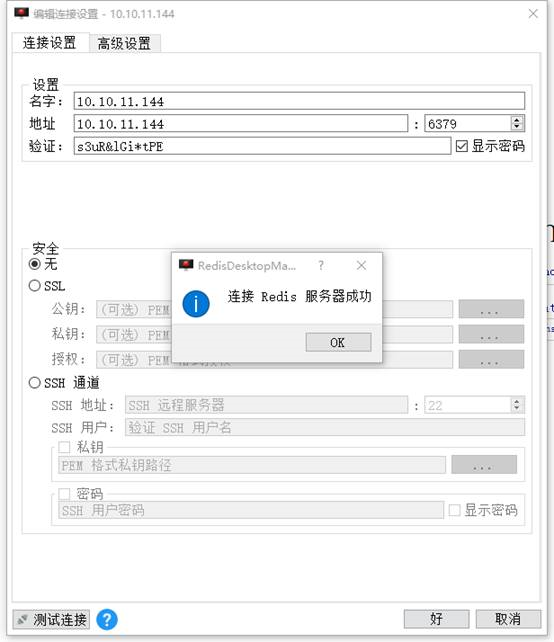 编辑连接设置 - 10.10.11.144
连接设置 高级设置
设置
名字: 10.10.11.144
地址 10.10.11.144 : 6379
验证: s3uR&lGi*tPE 显示密码
安全
无
SSL
公钥: (可选) PEM ...
私钥: (可选) PEM ...
授权: (可选) PEM 格式授权 ...
RedisDesktopMa... ?
连接 Redis 服务器成功
OK
SSH 通道
SSH 地址: SSH 远程服务器 : 22
SSH 用户: 验证 SSH 用户名
私钥
PEM 格式私钥路径 ...
密码
SSH 用户密码 显示密码
测试连接 ? 好 取消